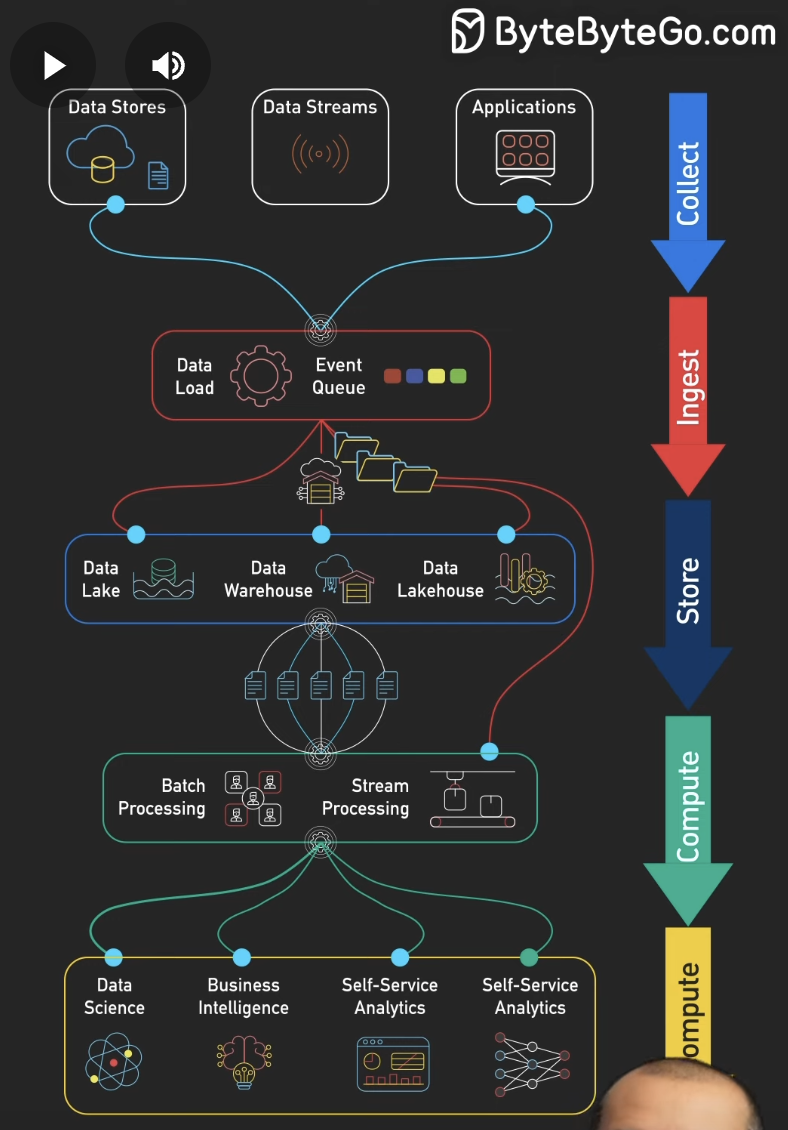 ByteByteGo.com
Data Stores
Data Streams
Applications
Collect
Data
Load
Event
Queue
Ingest
Data
Lake
Data
Warehouse
Data
Lakehouse
Store
Batch
Processing
Stream
Processing
Compute
Data
Science
Business
Intelligence
Self-Service
Analytics
Self-Service
Analytics
ompute